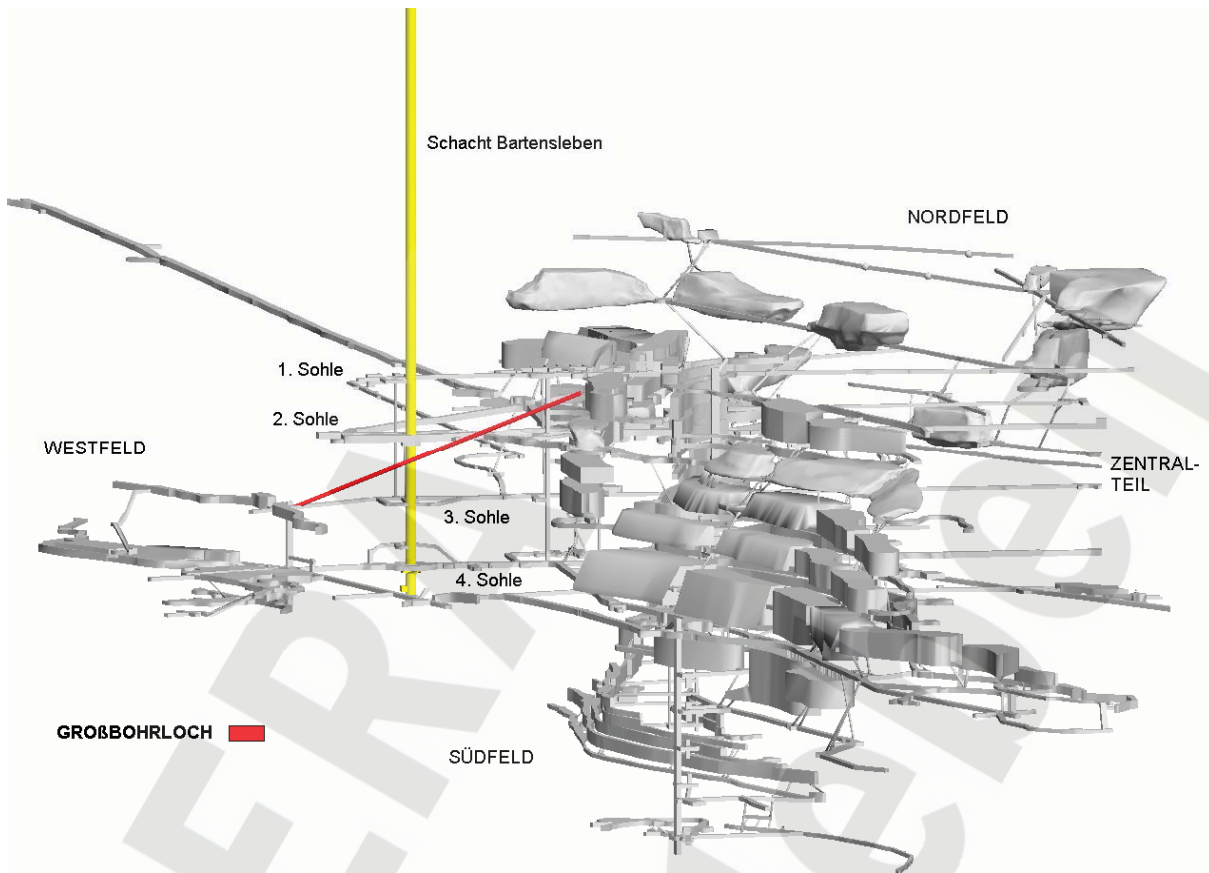 Schacht Bartensleben
NORDFELD
1. Sohle
2. Sohle
WESTFELD
ZENTRAL-
TEIL
3. Sohle
4. Sohle
GROßBOHRLOCH
SÜDFELD